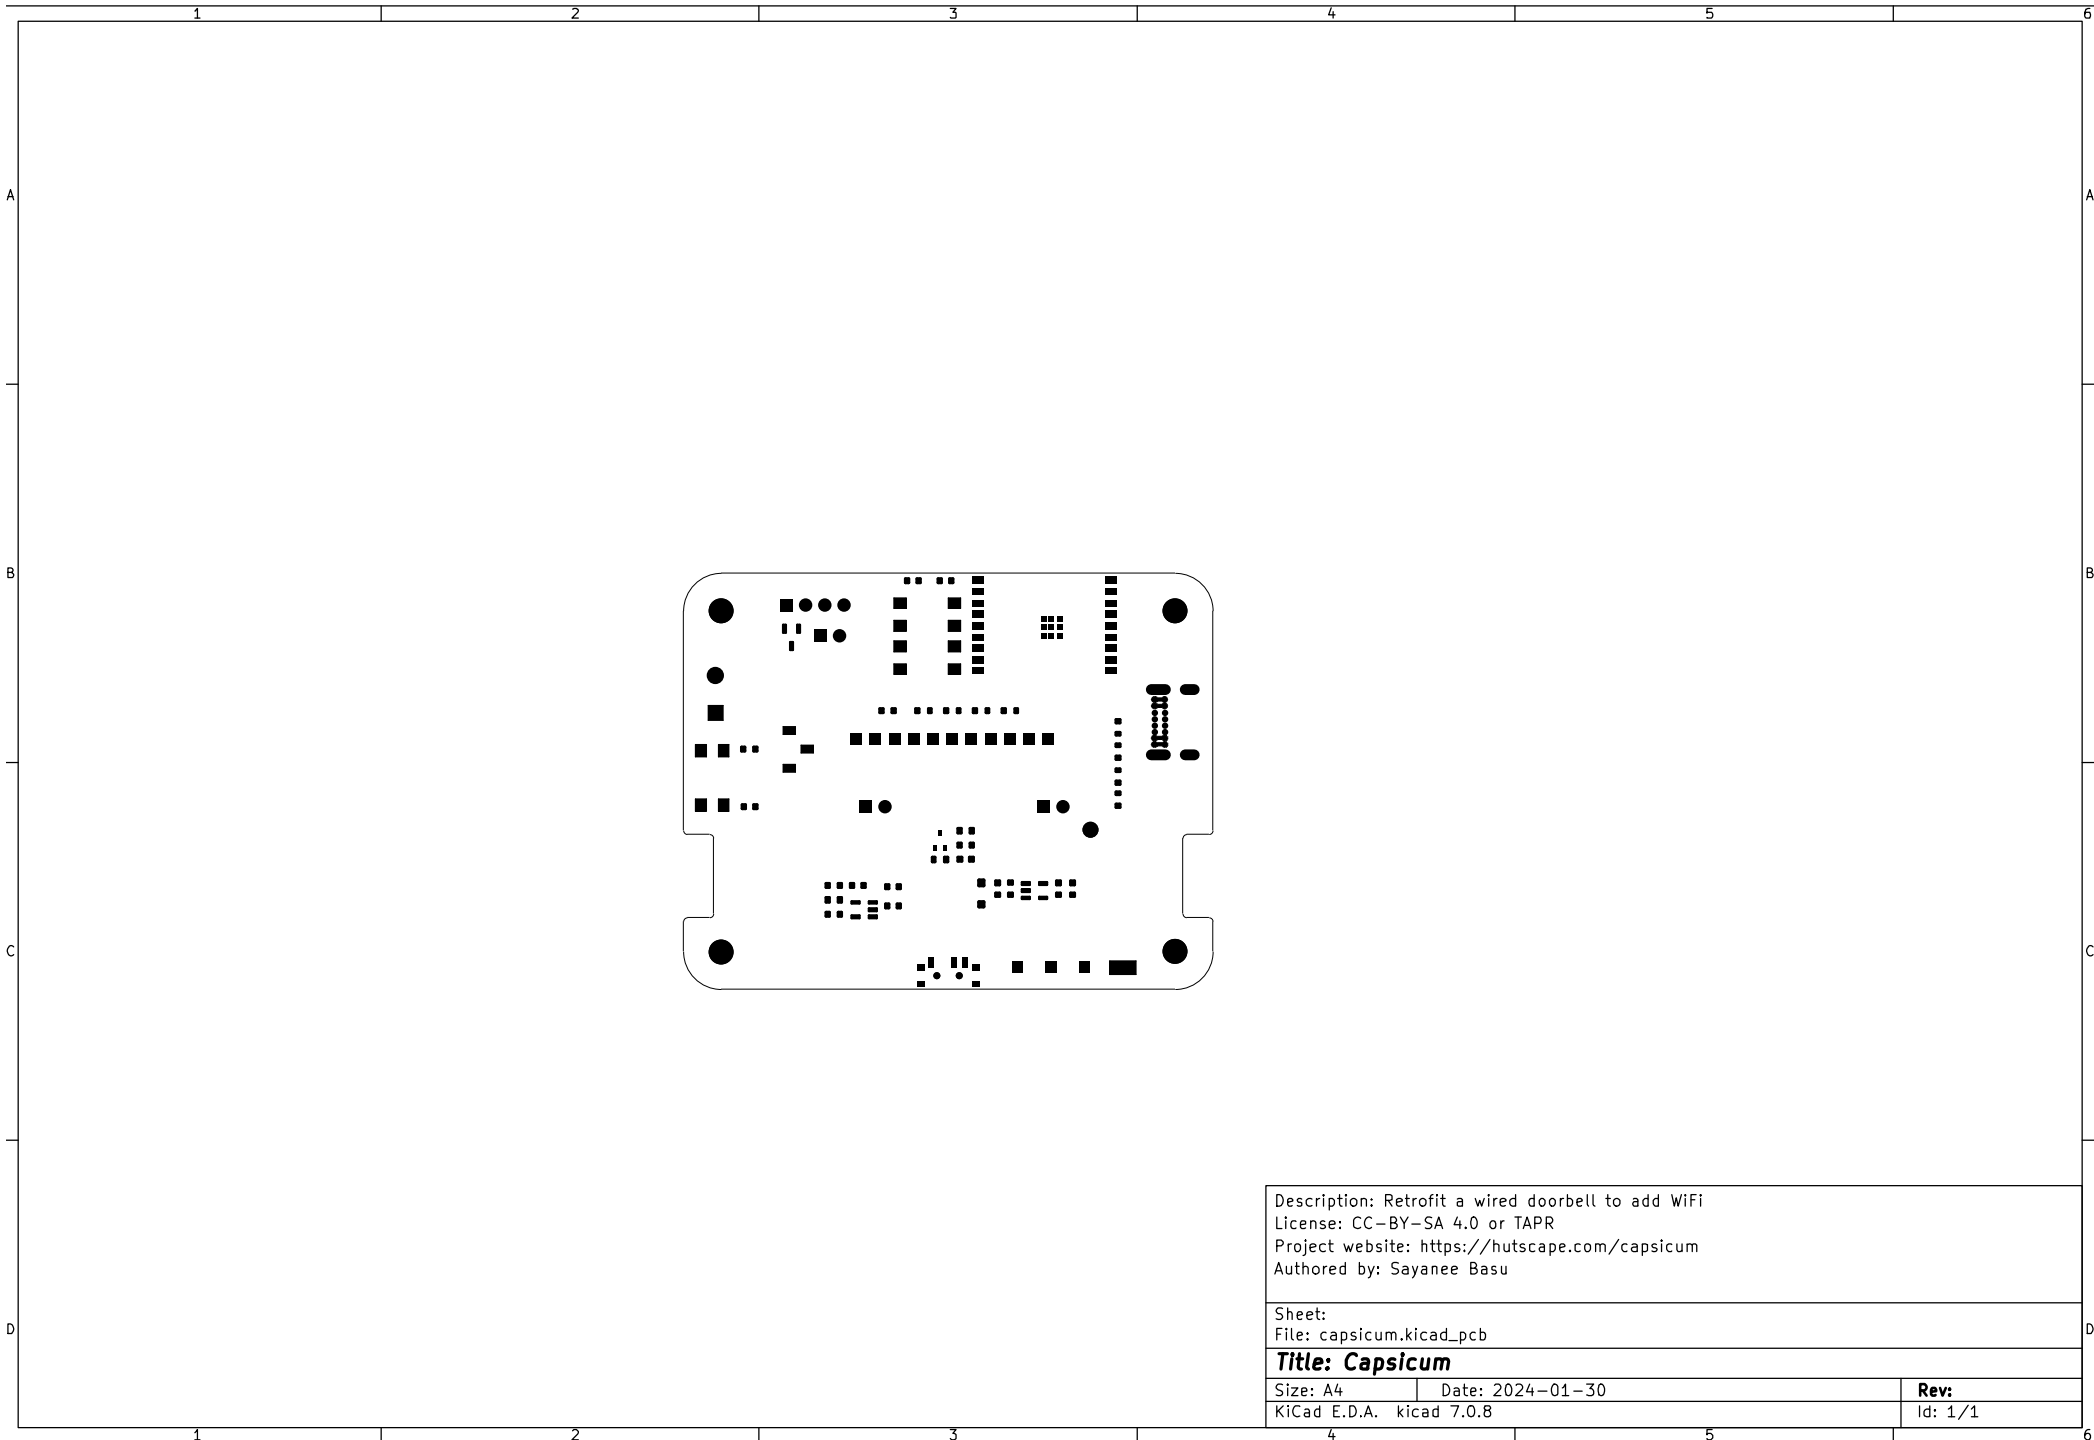 1 2 3 4 5 6
A A
B B
C C
Description: Retrofit a wired doorbell to add WiFi
License: CC-BY-SA 4.0 or TAPR
Project website: https://hutscape.com/capsicum
Authored by: Sayanee Basu
Sheet:
D D
File: capsicum.kicad_pcb
Title: Capsicum
Size: A4 Date: 2024-01-30 Rev:
KiCad E.D.A. kicad 7.0.8 Id: 1/1
1 2 3 4 5 6